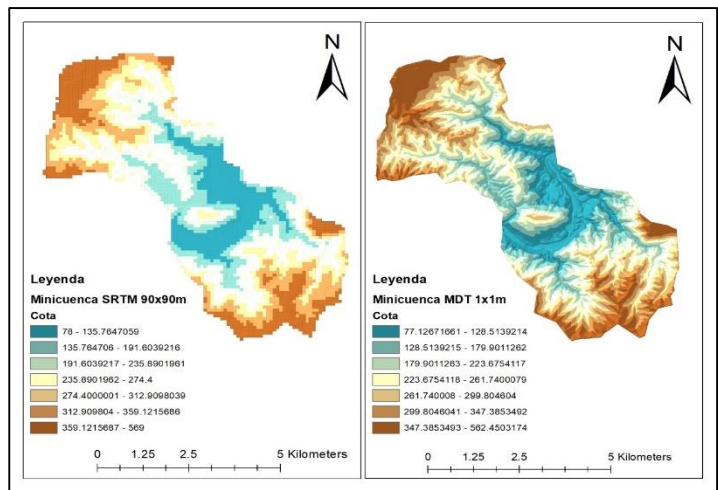 N
Leyenda
Minicuenca SRTM 90x90m
Cota
78 - 135.7647059
135.764706 - 191.6039216
191.6039217 - 235.8901961
235.8901962 - 274.4
274.4000001 - 312.9098039
312.909804 - 359.1215686
359.1215687 - 569
0 1.25 2.5 5 Kilometers
N
Leyenda
Minicuenca MDT 1x1m
Cota
77.12671661 - 128.5139214
128.5139215 - 179.9011262
179.9011263 - 223.6754117
223.6754118 - 261.7400079
261.740008 - 299.804604
299.8046041 - 347.3853492
347.3853493 - 562.4503174
0 1.25 2.5 5 Kilometers